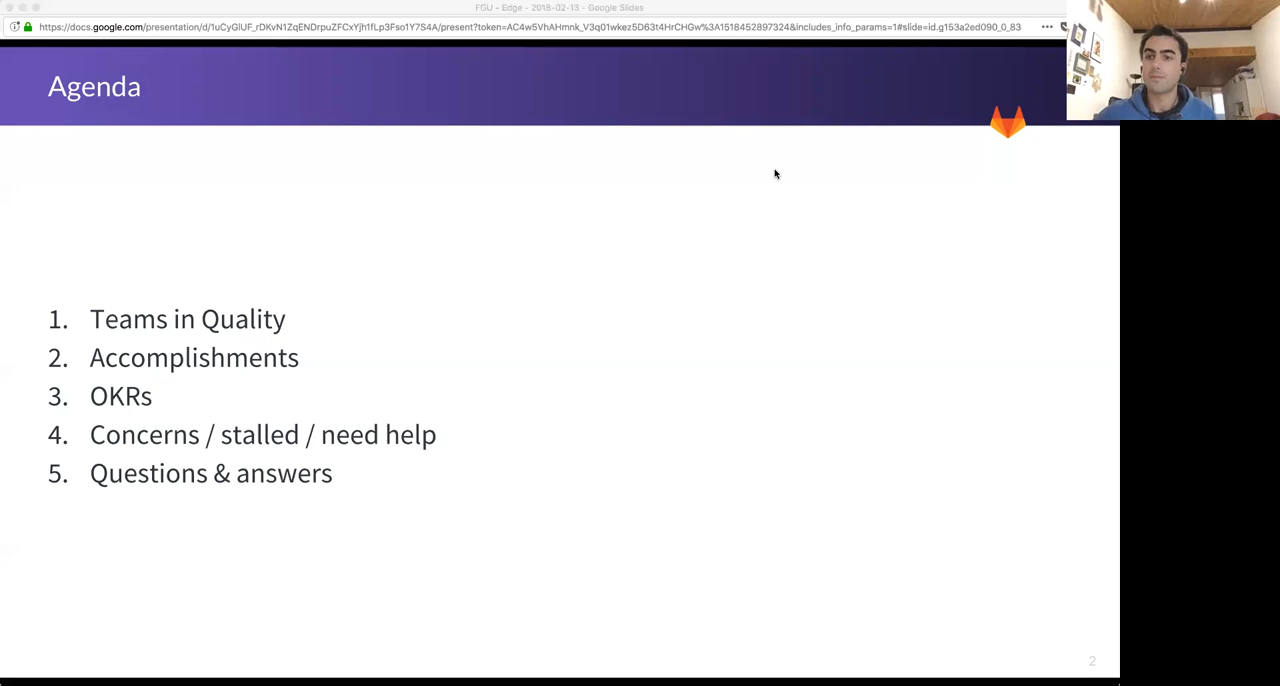 FGU - Edge - 2018-02-13 - Google Slides
https://docs.google.com/presentation/d/1uCyGlUF_rDKvN1ZqENDrpuZFCxYjh1fLp3Fso1Y7S4A/present?token=AC4w5VhAHmnk_V3q01wkez5D63t4HrCHGw%3A1518452897324&includes_info_params=1#slide=id.g153a2ed090_0_83
Agenda
1. Teams in Quality
2. Accomplishments
3. OKRs
4. Concerns / stalled / need help
5. Questions & answers
2